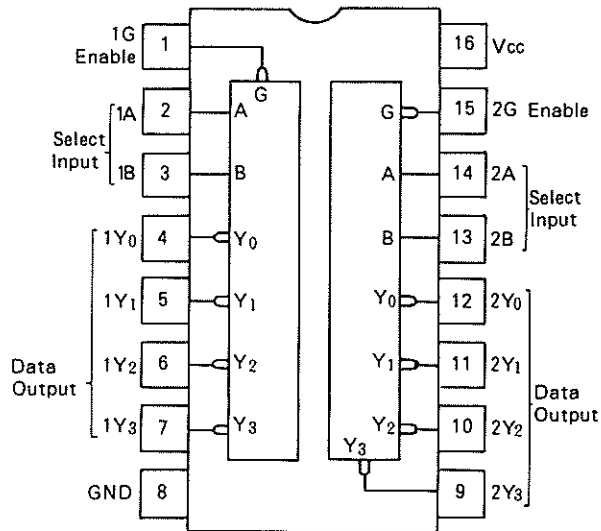 1G
Enable
1
G
1A
2
A
Select
Input
1B
3
B
1Y0
4
Y0
1Y1
5
Y1
1Y2
6
Y2
Data
Output
1Y3
7
Y3
GND
8
16
Vcc
G
15
2G Enable
A
14
2A
Select
Input
B
13
2B
Y0
12
2Y0
Y1
11
2Y1
Data
Output
Y2
10
2Y2
Y3
9
2Y3